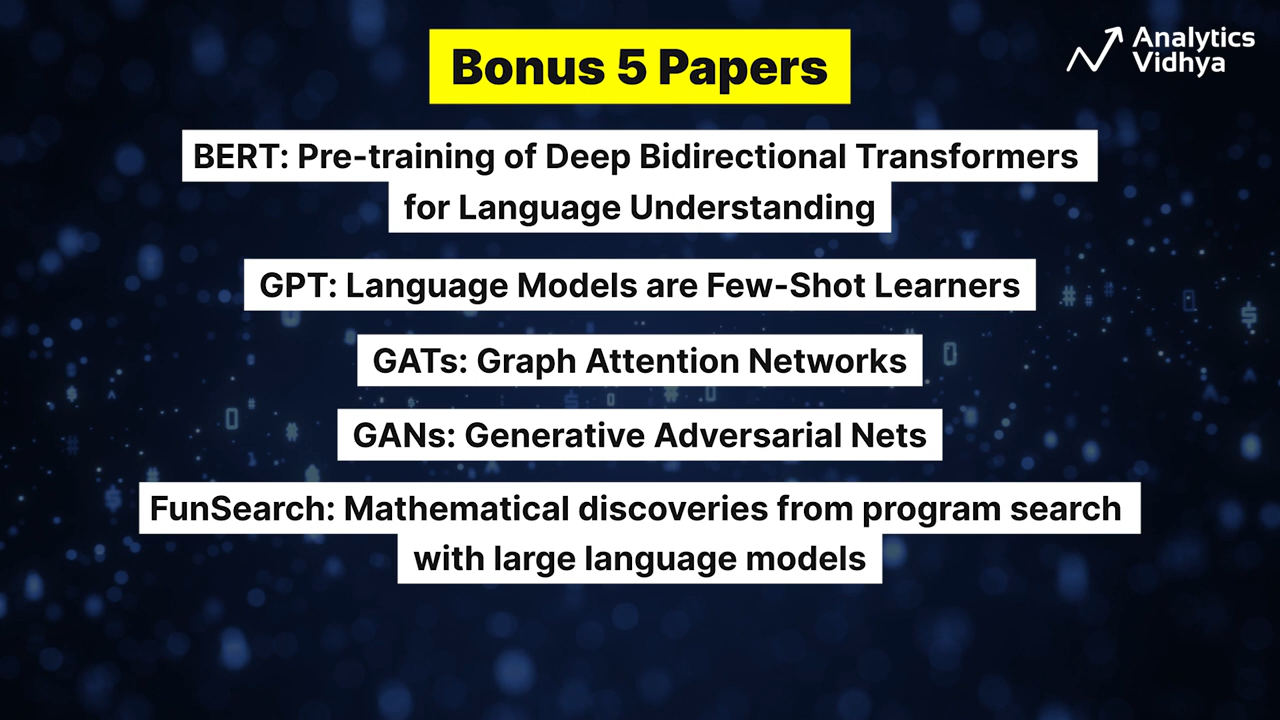 Bonus 5 Papers
Analytics
Vidhya
BERT: Pre-training of Deep Bidirectional Transformers
for Language Understanding
GPT: Language Models are Few-Shot Learners
GATs: Graph Attention Networks
GANs: Generative Adversarial Nets
FunSearch: Mathematical discoveries from program search
with large language models